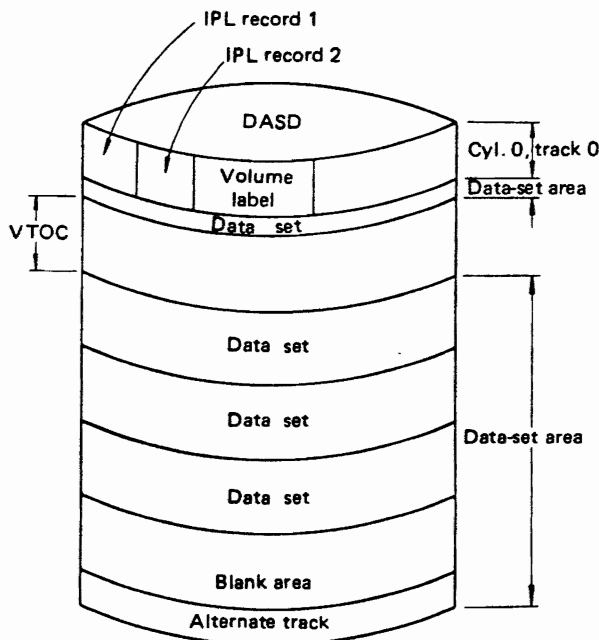 IPL record 1
IPL record 2
DASD
Cyl. 0, track 0
Volume
label
Data-set area
VTOC
Data set
Data set
Data set
Data-set area
Data set
Blank area
Alternate track